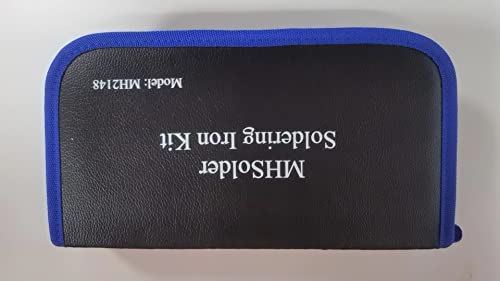 MHSolder
Soldering Iron Kit
Model: MH2148